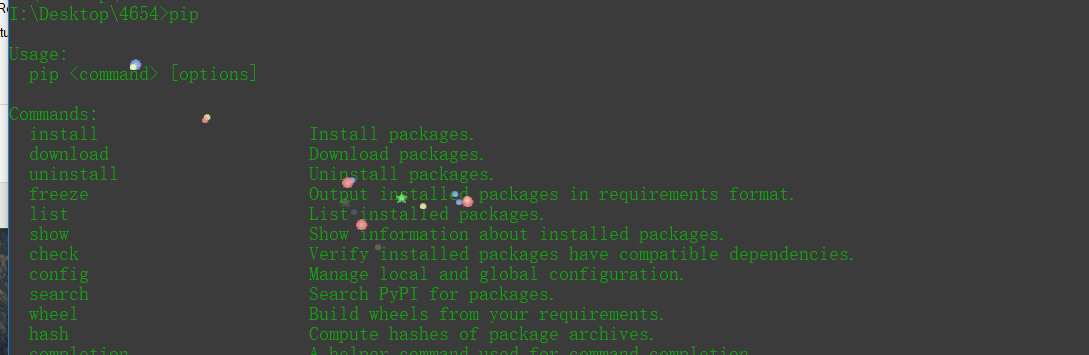 I:\Desktop\4654>pip
Usage:
  pip <command> [options]
Commands:
  install                     Install packages.
  download                    Download packages.
  uninstall                   Uninstall packages.
  freeze                      Output installed packages in requirements format.
  list                        List installed packages.
  show                        Show information about installed packages.
  check                       Verify installed packages have compatible dependencies.
  config                      Manage local and global configuration.
  search                      Search PyPI for packages.
  wheel                       Build wheels from your requirements.
  hash                        Compute hashes of package archives.
  completion                  A helper command used for command completion